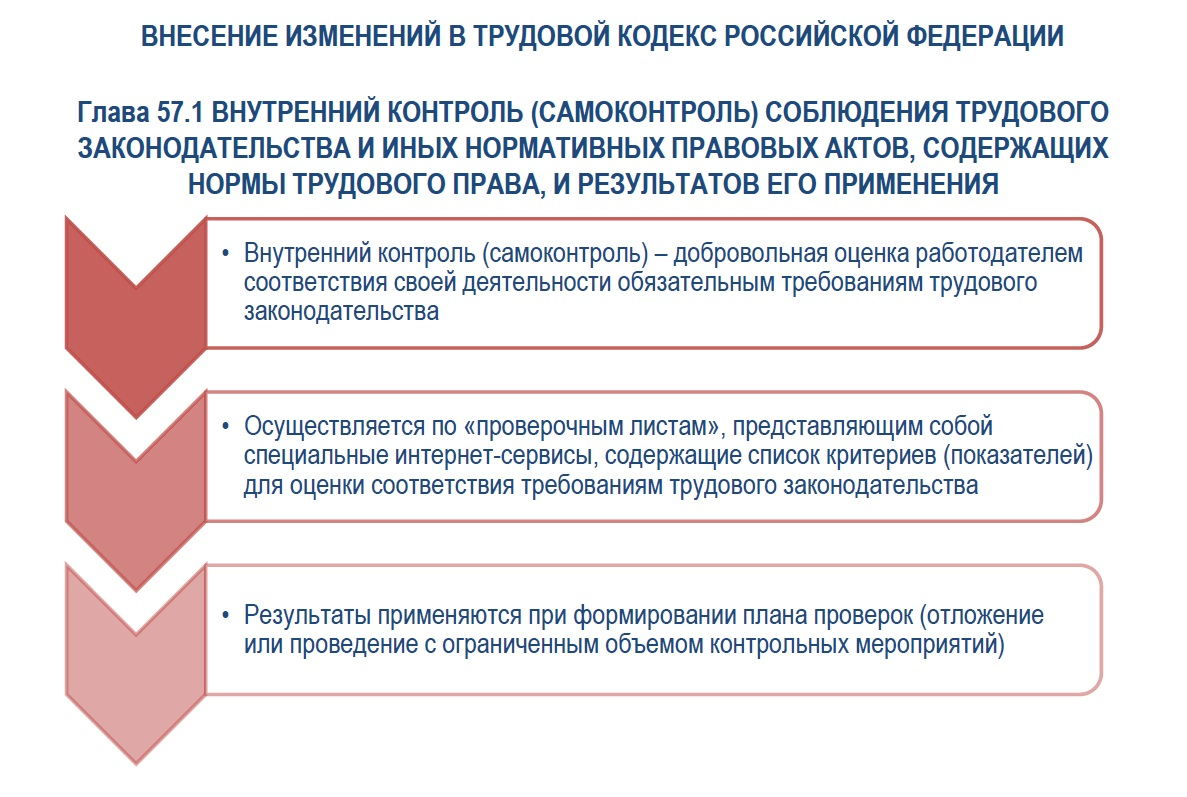 ВНЕСЕНИЕ ИЗМЕНЕНИЙ В ТРУДОВОЙ КОДЕКС РОССИЙСКОЙ ФЕДЕРАЦИИ
Глава 57.1 ВНУТРЕННИЙ КОНТРОЛЬ (САМОКОНТРОЛЬ) СОБЛЮДЕНИЯ ТРУДОВОГО
ЗАКОНОДАТЕЛЬСТВА И ИНЫХ НОРМАТИВНЫХ ПРАВОВЫХ АКТОВ, СОДЕРЖАЩИХ
НОРМЫ ТРУДОВОГО ПРАВА, И РЕЗУЛЬТАТОВ ЕГО ПРИМЕНЕНИЯ
• Внутренний контроль (самоконтроль) – добровольная оценка работодателем
соответствия своей деятельности обязательным требованиям трудового
законодательства
• Осуществляется по «проверочным листам», представляющим собой
специальные интернет-сервисы, содержащие список критериев (показателей)
для оценки соответствия требованиям трудового законодательства
• Результаты применяются при формировании плана проверок (отложение
или проведение с ограниченным объемом контрольных мероприятий)